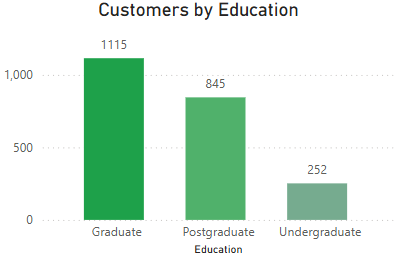 Customers by Education
1115
1,000
845
500
252
0
Graduate Postgraduate Undergraduate
Education